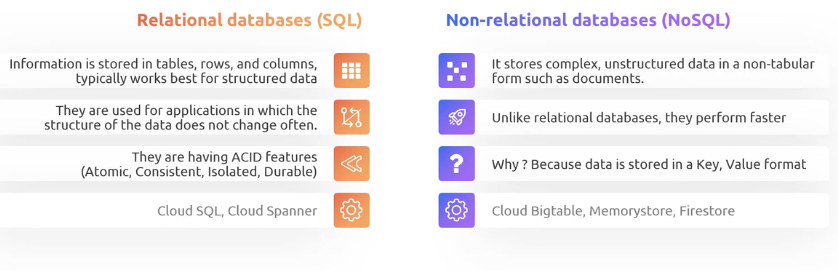 Relational databases (SQL)
Information is stored in tables, rows, and columns,
typically works best for structured data
They are used for applications in which the
structure of the data does not change often.
They are having ACID features
(Atomic, Consistent, Isolated, Durable)
Cloud SQL, Cloud Spanner
Non-relational databases (NoSQL)
It stores complex, unstructured data in a non-tabular
form such as documents.
Unlike relational databases, they perform faster
Why ? Because data is stored in a Key, Value format
Cloud Bigtable, Memorystore, Firestore